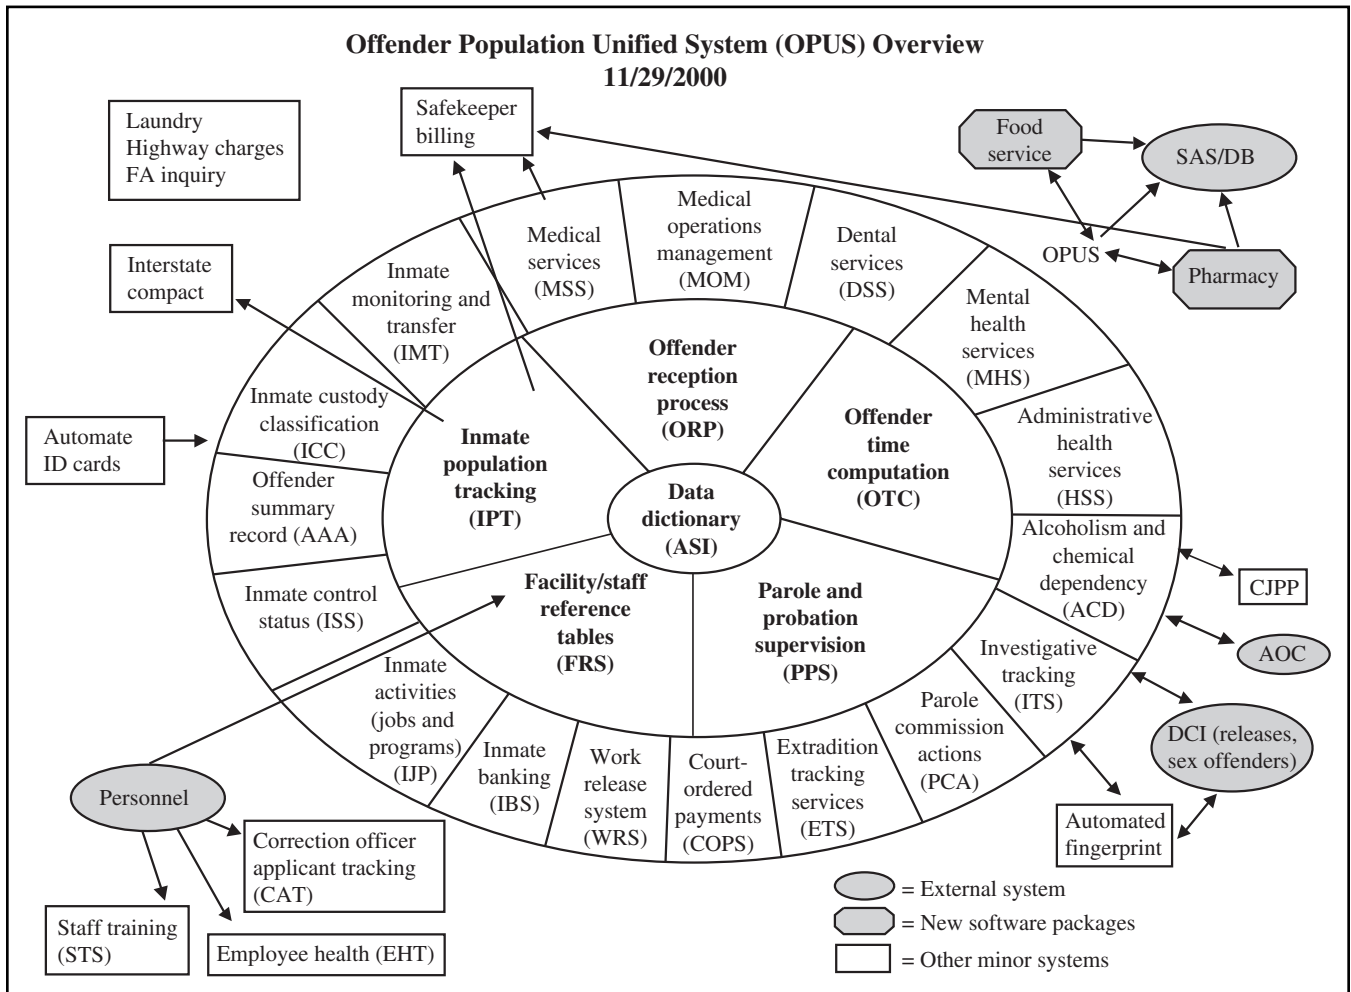 Offender Population Unified System (OPUS) Overview
11/29/2000
Laundry
Highway charges
FA inquiry
Safekeeper
billing
Food
service
SAS/DB
OPUS
Pharmacy
Interstate
compact
Automate
ID cards
Medical
services
(MSS)
Medical
operations
management
(MOM)
Dental
services
(DSS)
Mental
health
services
(MHS)
Administrative
health
services
(HSS)
Alcoholism and
chemical
dependency
(ACD)
Investigative
tracking
(ITS)
Parole
commission
actions
(PCA)
Extradition
tracking
services
(ETS)
Court-
ordered
payments
(COPS)
Work
release
system
(WRS)
Inmate
banking
(IBS)
Inmate
activities
(jobs and
programs)
(IJP)
Inmate control
status (ISS)
Offender
summary
record (AAA)
Inmate custody
classification
(ICC)
Inmate
monitoring and
transfer
(IMT)
Offender
reception
process
(ORP)
Offender
time
computation
(OTC)
Parole and
probation
supervision
(PPS)
Facility/staff
reference
tables
(FRS)
Inmate
population
tracking
(IPT)
Data
dictionary
(ASI)
CJPP
AOC
DCI (releases,
sex offenders)
Automated
fingerprint
Personnel
Correction officer
applicant tracking
(CAT)
Staff training
(STS)
Employee health (EHT)
= External system
= New software packages
= Other minor systems